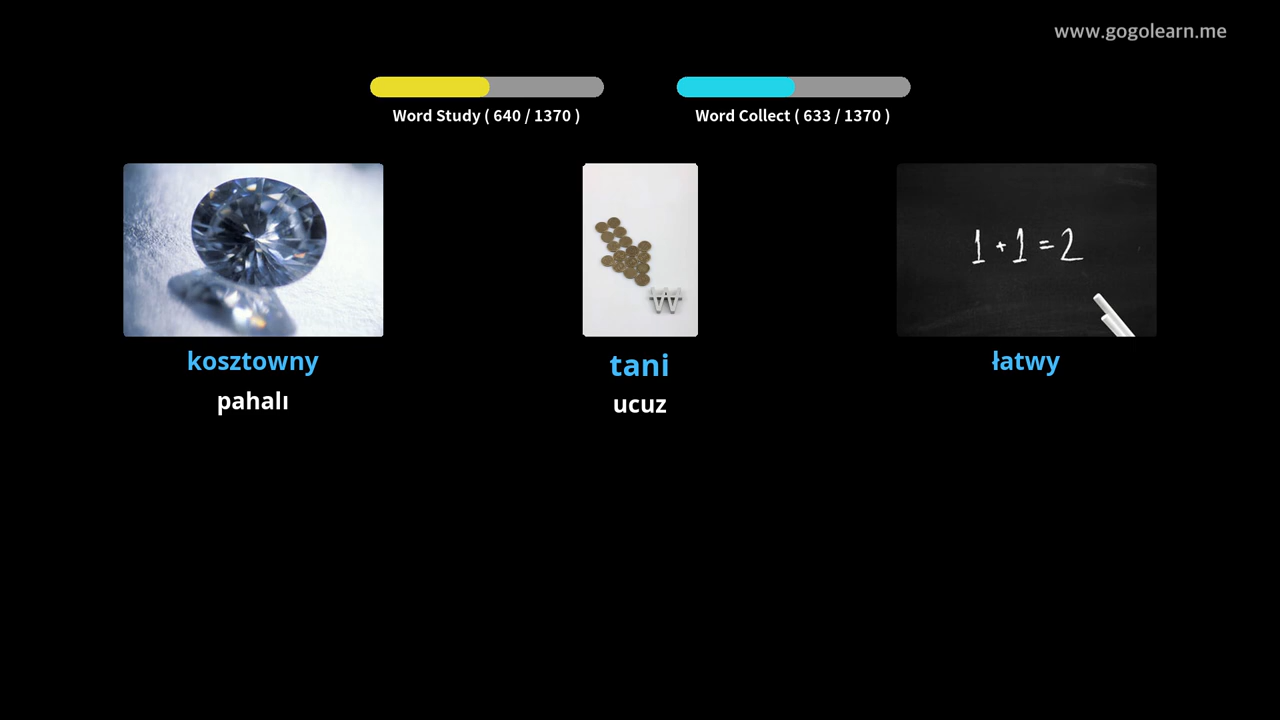 www.gogolearn.me
Word Study ( 640 / 1370 )
Word Collect ( 633 / 1370 )
1 + 1 = 2
₩
kosztowny
tani
łatwy
pahalı
ucuz